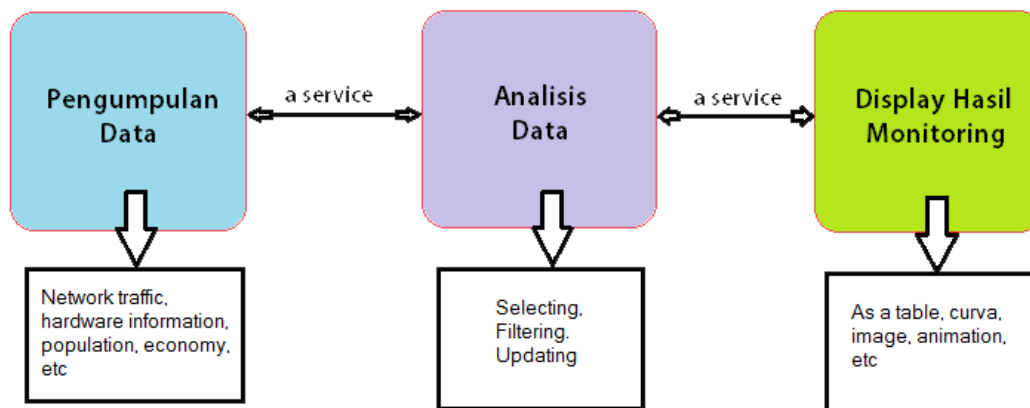 Pengumpulan
Data
a service
Analisis
Data
a service
Display Hasil
Monitoring
Network traffic,
hardware information,
population, economy,
etc
Selecting,
Filtering.
Updating
As a table, curva,
image, animation,
etc